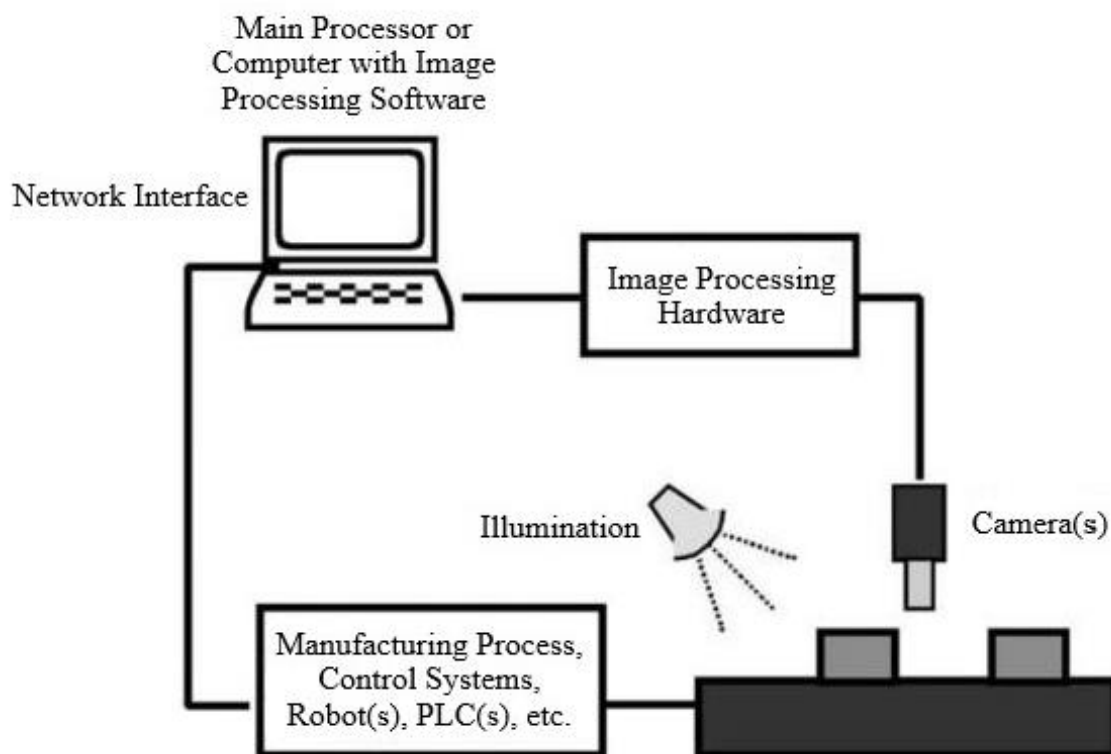 Main Processor or
Computer with Image
Processing Software
Network Interface
Image Processing
Hardware
Illumination
Camera(s)
Manufacturing Process,
Control Systems,
Robot(s), PLC(s), etc.